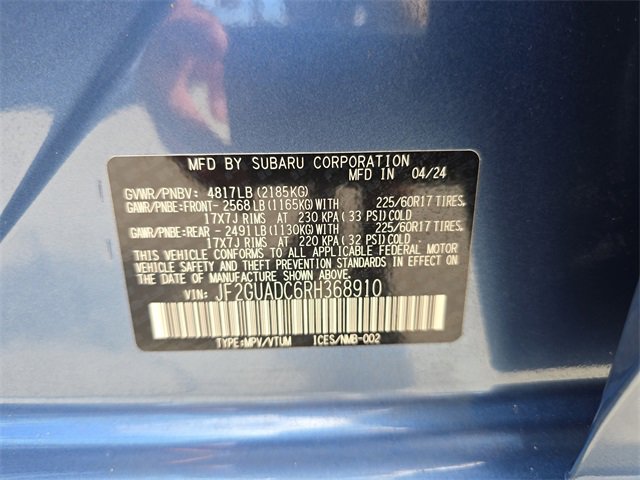 MFD BY SUBARU CORPORATION
MFD IN 04/24
GVWR/PNBV: 4817LB(2185KG)
GAWR/PNBE:FRONT- 2568LB(1165KG)WITH 225/60R17 TIRES,
17X7J RIMS AT 230 KPA(33 PSI)COLD
GAWR/PNBE:REAR - 2491LB(1130KG)WITH 225/60R17 TIRES,
17X7J RIMS AT 220 KPA(32 PSI)COLD
THIS VEHICLE CONFORMS TO ALL APPLICABLE FEDERAL MOTOR
VEHICLE SAFETY AND THEFT PREVENTION STANDARDS IN EFFECT ON
THE DATE OF MANUFACTURE SHOWN ABOVE.
VIN: JF2GUADC6RH368910
TYPE:MPV/VTUM ICES/NMB-002